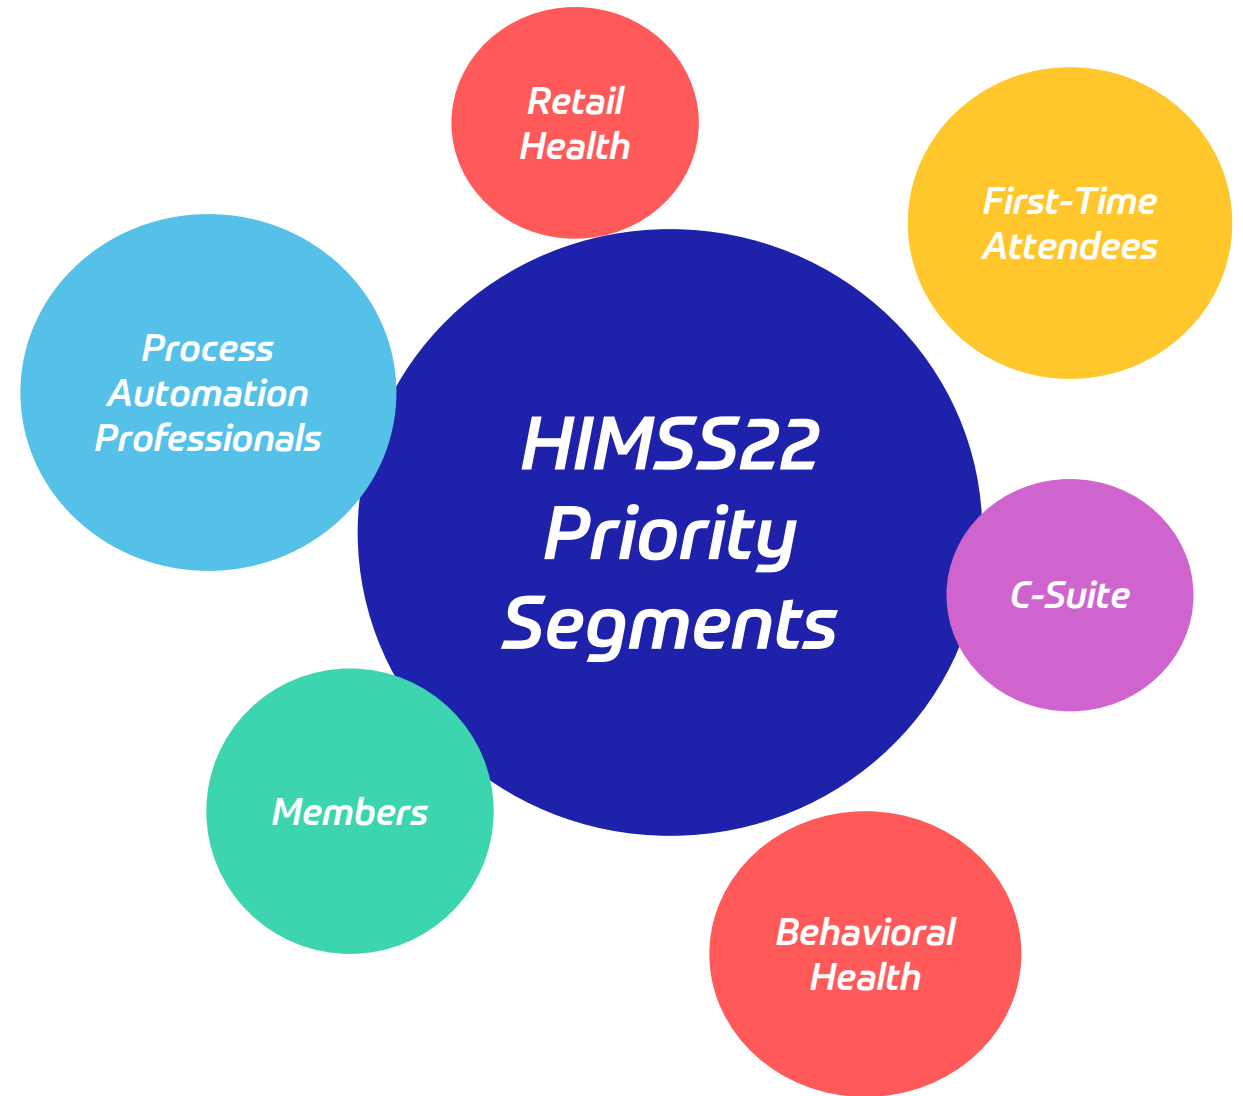 Retail
Health
First-Time
Attendees
Process
Automation
Professionals
HIMSS22
Priority
Segments
C-Suite
Members
Behavioral
Health